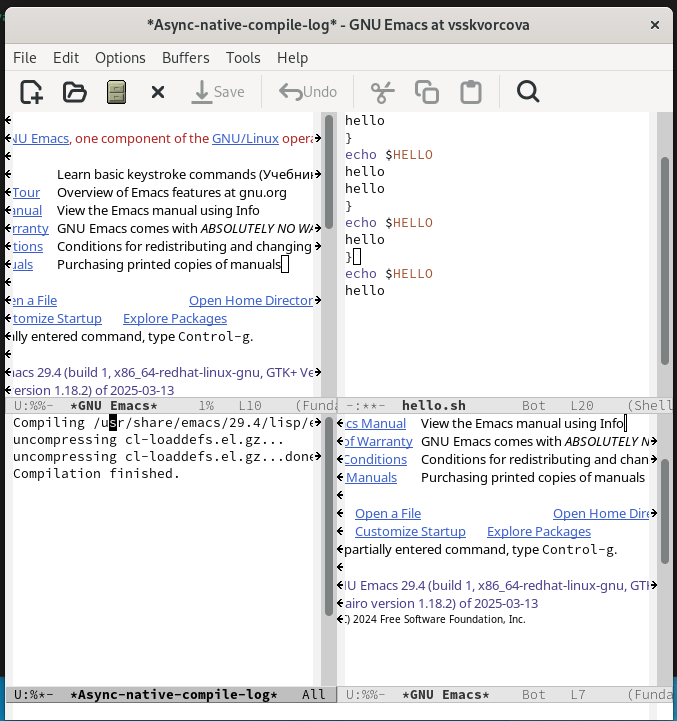 *Async-native-compile-log* - GNU Emacs at vsskvorcova
File Edit Options Buffers Tools Help
Save Undo
NU Emacs, one component of the GNU/Linux opera
Learn basic keystroke commands (Учебник
Tour Overview of Emacs features at gnu.org
anual View the Emacs manual using Info
rranty GNU Emacs comes with ABSOLUTELY NO WA
tions Conditions for redistributing and changing
uals Purchasing printed copies of manuals
en a File Open Home Director
tomize Startup Explore Packages
lly entered command, type Control-g.
acs 29.4 (build 1, x86_64-redhat-linux-gnu, GTK+ Ve
ersion 1.18.2) of 2025-03-13
U:%%- *GNU Emacs* 1% L10 (Funda
hello
}
echo $HELLO
hello
hello
}
echo $HELLO
hello
}
echo $HELLO
hello
-:**- hello.sh Bot L20 (Shell
Compiling /usr/share/emacs/29.4/lisp/e
uncompressing cl-loaddefs.el.gz...
uncompressing cl-loaddefs.el.gz...done
Compilation finished.
U:%*- *Async-native-compile-log* All
cs Manual View the Emacs manual using Info
of Warranty GNU Emacs comes with ABSOLUTELY N
Conditions Conditions for redistributing and chan
Manuals Purchasing printed copies of manuals
Open a File Open Home Dire
Customize Startup Explore Packages
partially entered command, type Control-g.
U Emacs 29.4 (build 1, x86_64-redhat-linux-gnu, GTK
airo version 1.18.2) of 2025-03-13
) 2024 Free Software Foundation, Inc.
U:%%- *GNU Emacs* Bot L7 (Funda